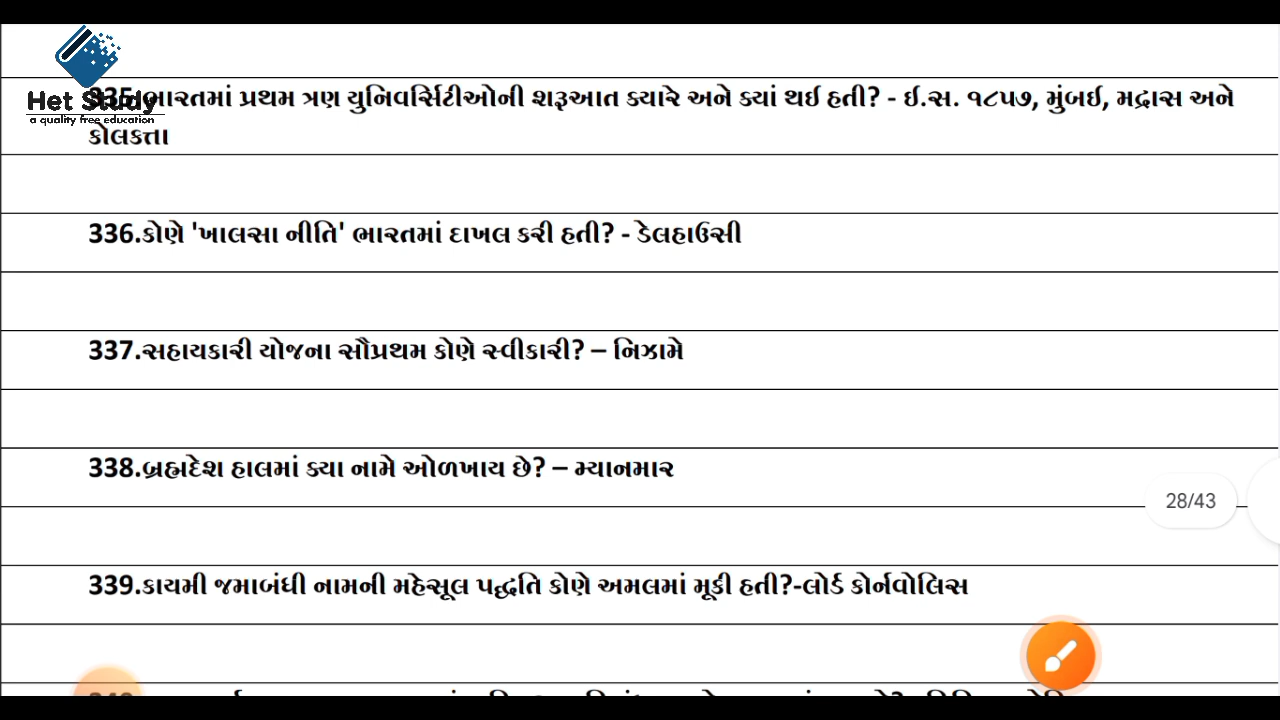 Het Study
a quality free education
335.ભારતમાં પ્રથમ ત્રણ યુનિવર્સિટીઓની શરૂઆત ક્યારે અને ક્યાં થઈ હતી? - ઈ.સ. ૧૮૫૭, મુંબઈ, મદ્રાસ અને
કોલકત્તા
336.કોણે 'ખાલસા નીતિ' ભારતમાં દાખલ કરી હતી? - ડેલહાઉસી
337.સહાયકારી યોજના સૌપ્રથમ કોણે સ્વીકારી? – નિઝામે
338.બ્રહ્મદેશ હાલમાં ક્યા નામે ઓળખાય છે? – મ્યાનમાર
28/43
339.કાયમી જમાબંધી નામની મહેસૂલ પદ્ધતિ કોણે અમલમાં મૂકી હતી?-લોર્ડ કોર્નવોલિસ